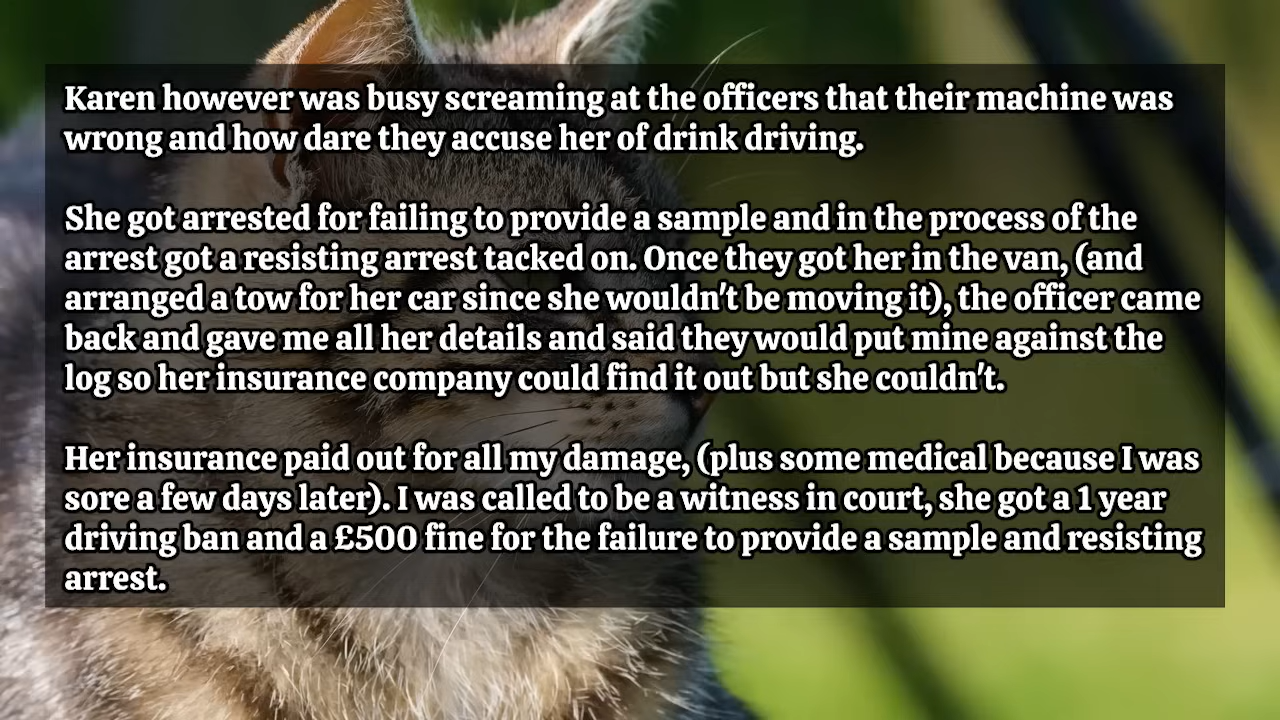 Karen however was busy screaming at the officers that their machine was
wrong and how dare they accuse her of drink driving.
She got arrested for failing to provide a sample and in the process of the
arrest got a resisting arrest tacked on. Once they got her in the van, (and
arranged a tow for her car since she wouldn't be moving it), the officer came
back and gave me all her details and said they would put mine against the
log so her insurance company could find it out but she couldn't.
Her insurance paid out for all my damage, (plus some medical because I was
sore a few days later). I was called to be a witness in court, she got a 1 year
driving ban and a £500 fine for the failure to provide a sample and resisting
arrest.